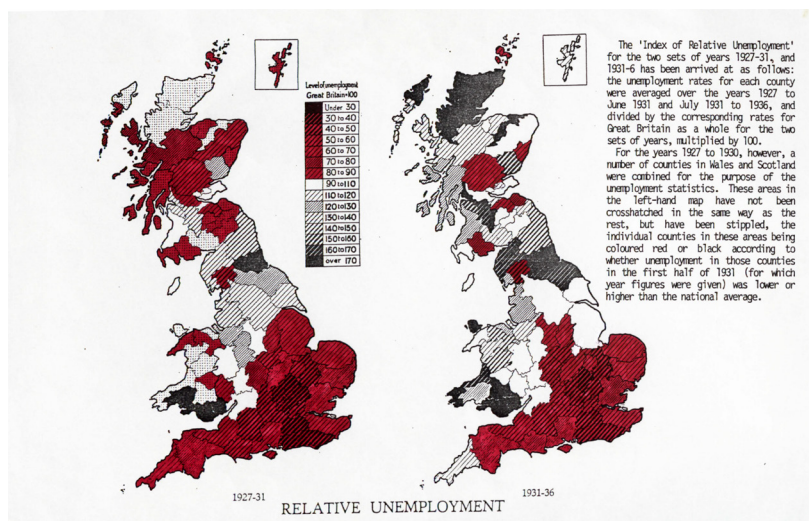 Level of unemployment
Great Britain=100
Under 30
30 to 40
40 to 50
50 to 60
60 to 70
70 to 80
80 to 90
90 to 110
110 to 120
120 to 130
130 to 140
140 to 150
150 to 160
160 to 170
over 170
The 'Index of Relative Unemployment'
for the two sets of years 1927-31, and
1931-6 has been arrived at as follows:
the unemployment rates for each county
were averaged over the years 1927 to
June 1931 and July 1931 to 1936, and
divided by the corresponding rates for
Great Britain as a whole for the two
sets of years, multiplied by 100.
For the years 1927 to 1930, however, a
number of counties in Wales and Scotland
were combined for the purpose of the
unemployment statistics. These areas in
the left-hand map have not been
crosshatched in the same way as the
rest, but have been stippled, the
individual counties in these areas being
coloured red or black according to
whether unemployment in those counties
in the first half of 1931 (for which
year figures were given) was lower or
higher than the national average.
1927-31
1931-36
RELATIVE UNEMPLOYMENT